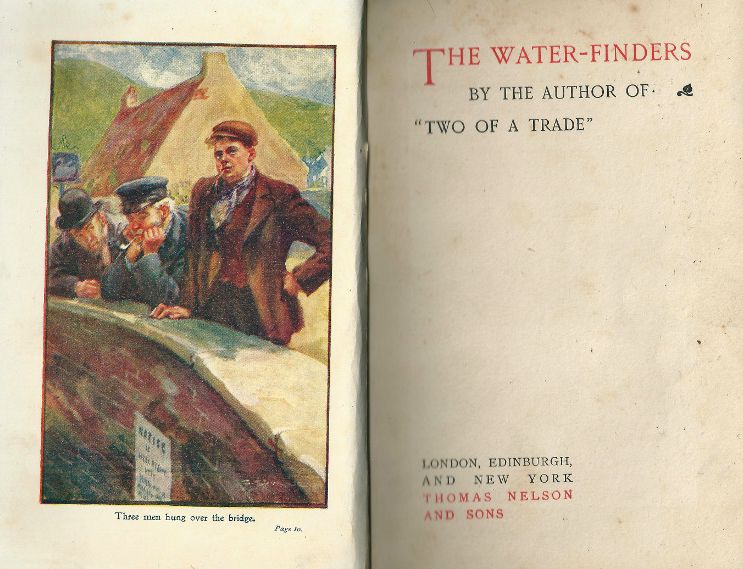 NOTICE
Three men hung over the bridge.
Page 10.
THE WATER-FINDERS
BY THE AUTHOR OF
"TWO OF A TRADE"
LONDON, EDINBURGH,
AND NEW YORK
THOMAS NELSON
AND SONS